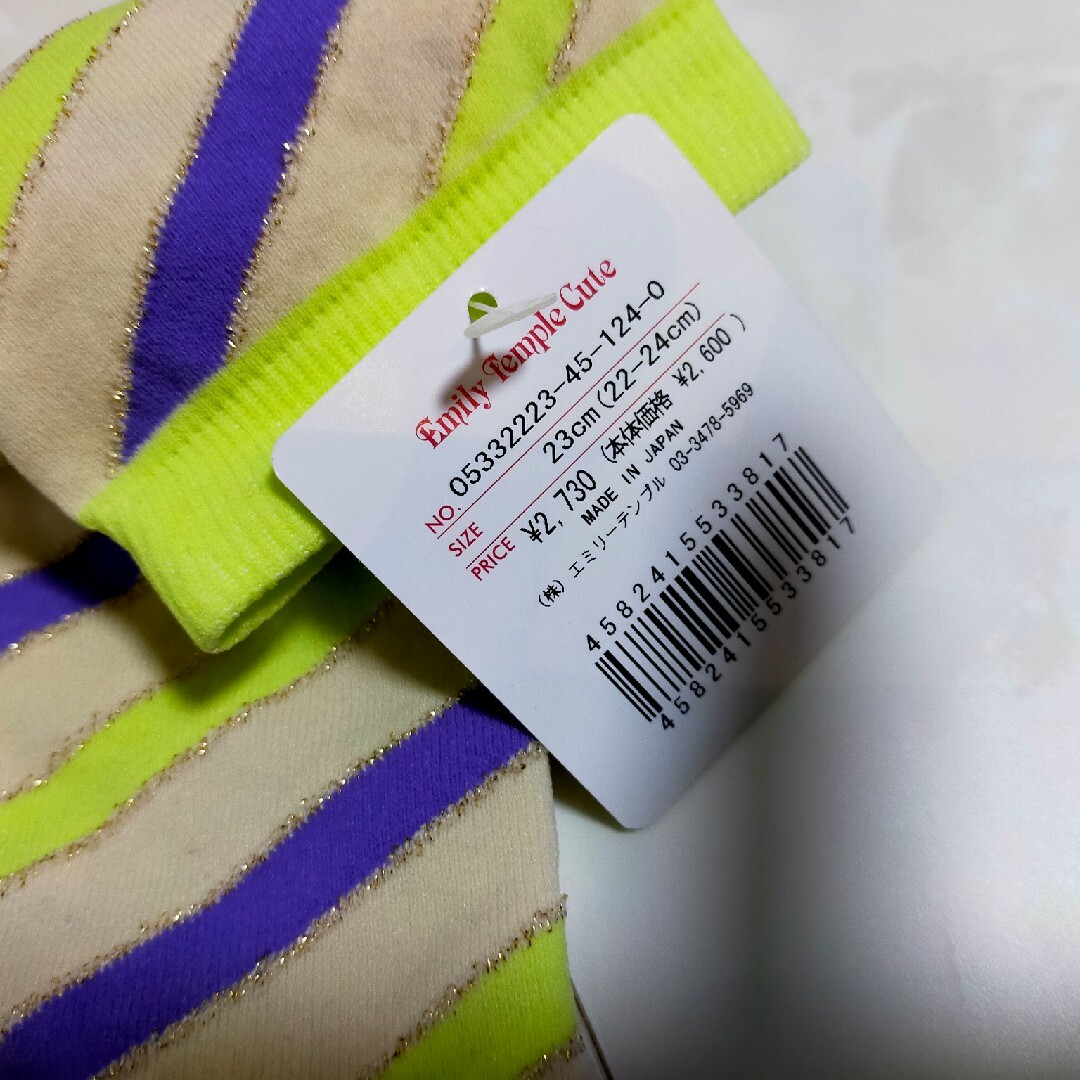 Emily Temple Cute
NO. 05332223-45-124-0
SIZE 23cm(22-24cm)
PRICE ¥2,730 (本体価格 ¥2,600 )
MADE IN JAPAN
(株) エミリーテンプル 03-3478-5969
4582415533817
4582415533817